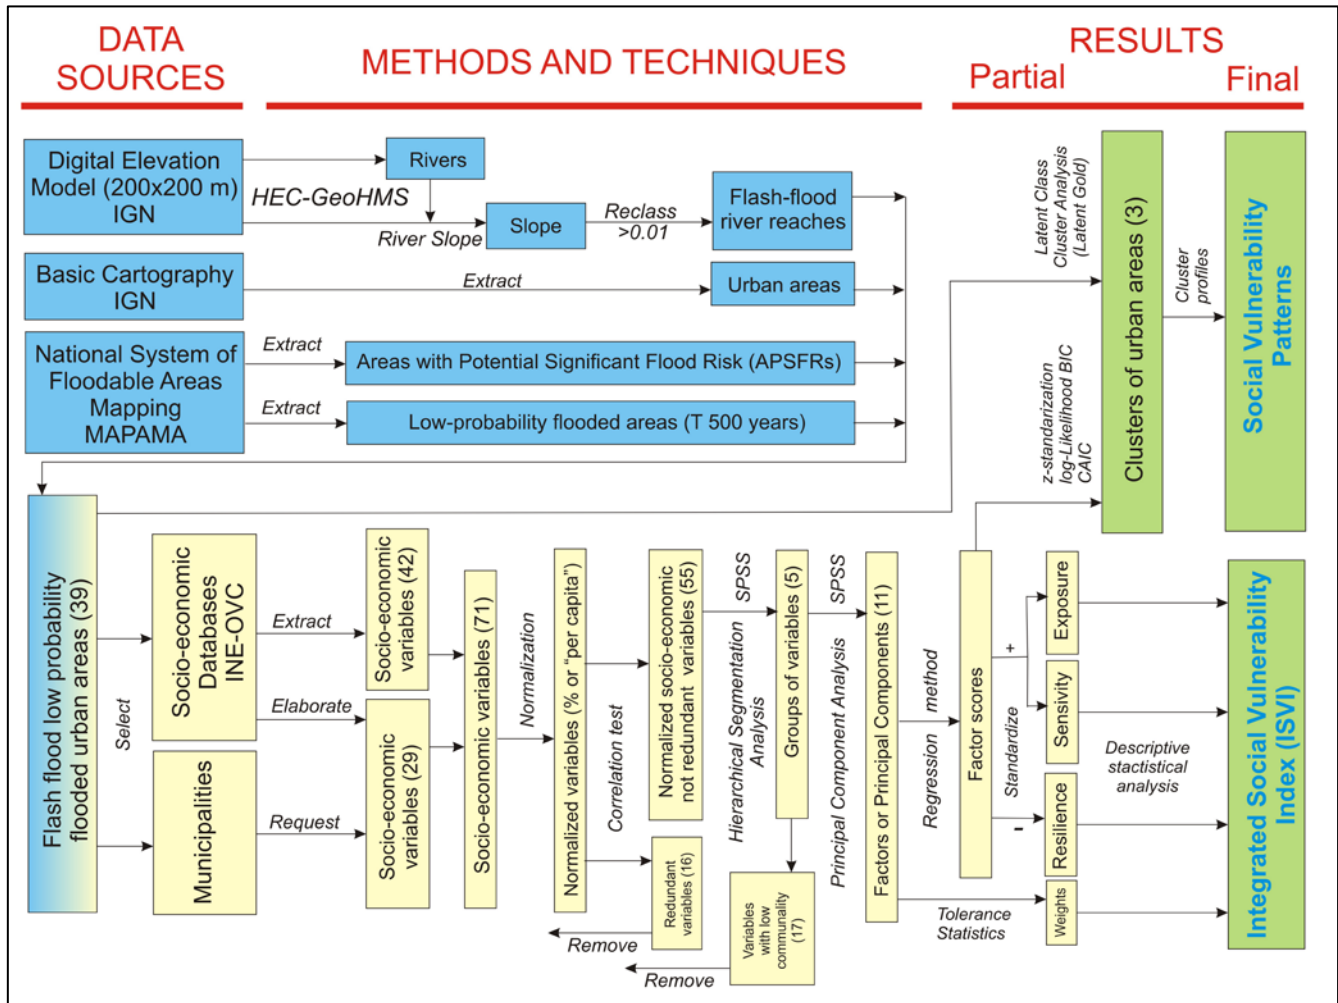 DATA
SOURCES
METHODS AND TECHNIQUES
RESULTS
Partial
Final
Digital Elevation
Model (200x200 m)
IGN
Rivers
HEC-GeoHMS
River Slope
Slope
Reclass
>0.01
Flash-flood
river reaches
Basic Cartography
IGN
Extract
Urban areas
National System of
Floodable Areas
Mapping
MAPAMA
Extract
Areas with Potential Significant Flood Risk (APSFRs)
Extract
Low-probability flooded areas (T 500 years)
Latent Class
Cluster Analysis
(Latent Gold)
z-standarization
log-Likelihood BIC
CAIC
Clusters of urban areas (3)
Cluster
profiles
Social Vulnerability
Patterns
Flash flood low probability
flooded urban areas (39)
Select
Socio-economic
Databases
INE-OVC
Municipalities
Extract
Elaborate
Request
Socio-economic
variables (42)
Socio-economic
variables (29)
Socio-economic variables (71)
Normalization
Normalized variables (% or “per capita”)
Correlation test
Normalized socio-economic
not redundant variables (55)
Redundant
variables (16)
Remove
SPSS
Hierarchical Segmentation
Analysis
Groups of variables (5)
Variables
with low
communality
(17)
Remove
SPSS
Principal Component Analysis
Factors or Principal Components (11)
Regression method
Factor scores
Standardize
+
-
Exposure
Sensivity
Resilience
Weights
Tolerance
Statistics
Descriptive
stactistical
analysis
Integrated Social Vulnerability
Index (ISVI)